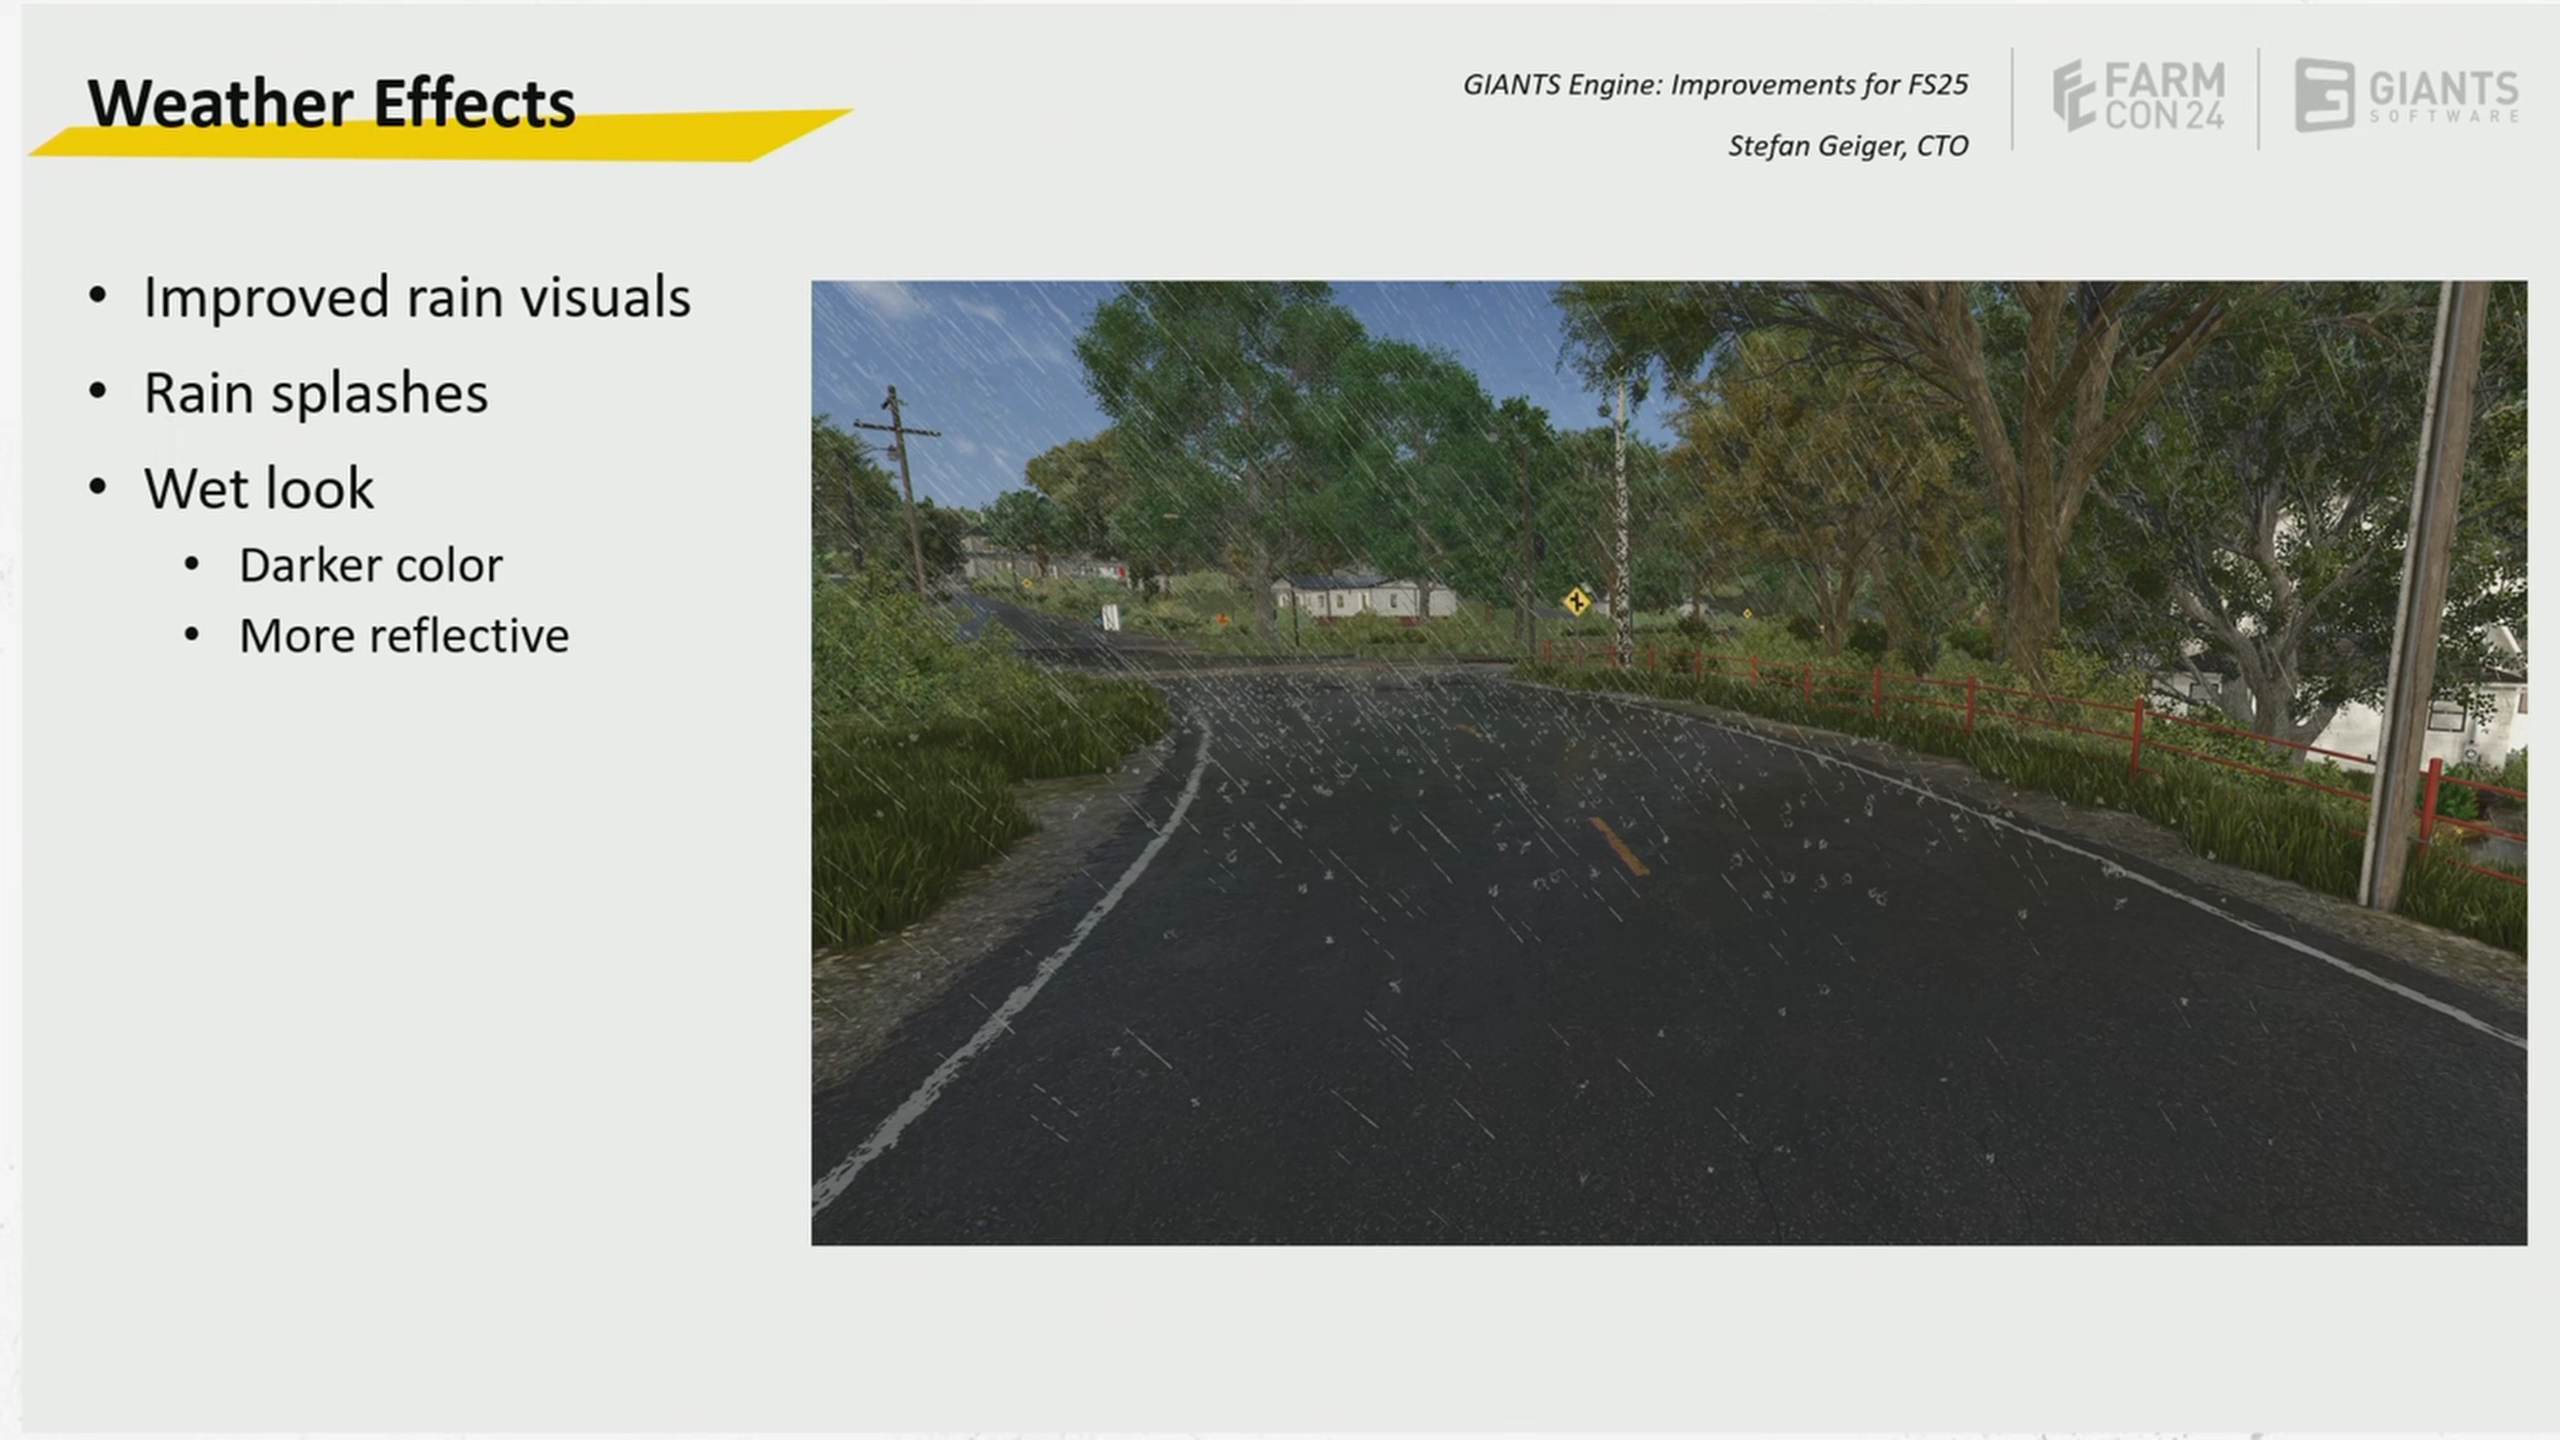 Weather Effects
GIANTS Engine: Improvements for FS25
Stefan Geiger, CTO
FARM
CON 24
GIANTS
SOFTWARE
• Improved rain visuals
• Rain splashes
• Wet look
• Darker color
• More reflective